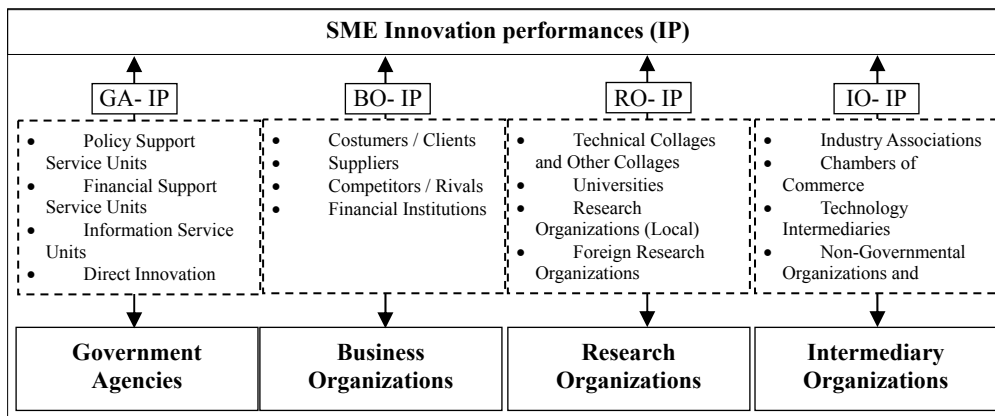 SME Innovation performances (IP)
GA- IP
BO- IP
RO- IP
IO- IP
• Policy Support
Service Units
• Financial Support
Service Units
• Information Service
Units
• Direct Innovation
• Costumers / Clients
• Suppliers
• Competitors / Rivals
• Financial Institutions
• Technical Collages
and Other Collages
• Universities
• Research
Organizations (Local)
• Foreign Research
Organizations
• Industry Associations
• Chambers of
Commerce
• Technology
Intermediaries
• Non-Governmental
Organizations and
Government
Agencies
Business
Organizations
Research
Organizations
Intermediary
Organizations